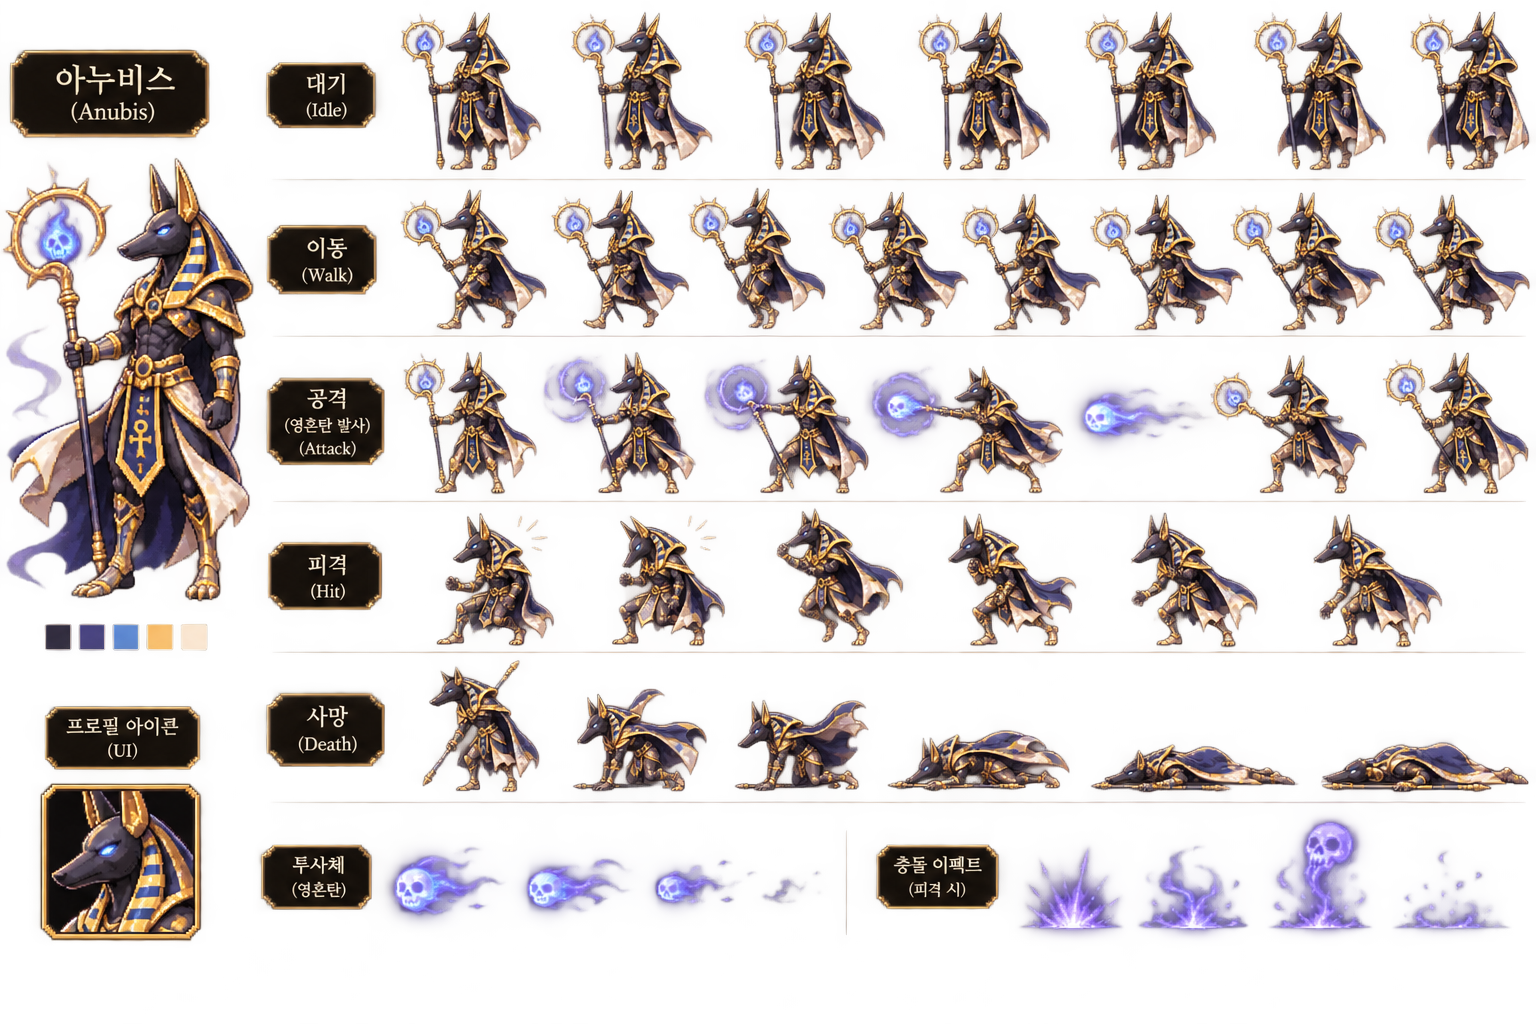 아누비스
(Anubis)
대기
(Idle)
이동
(Walk)
공격
(영혼탄 발사)
(Attack)
피격
(Hit)
사망
(Death)
프로필 아이콘
(UI)
투사체
(영혼탄)
충돌 이펙트
(피격 시)